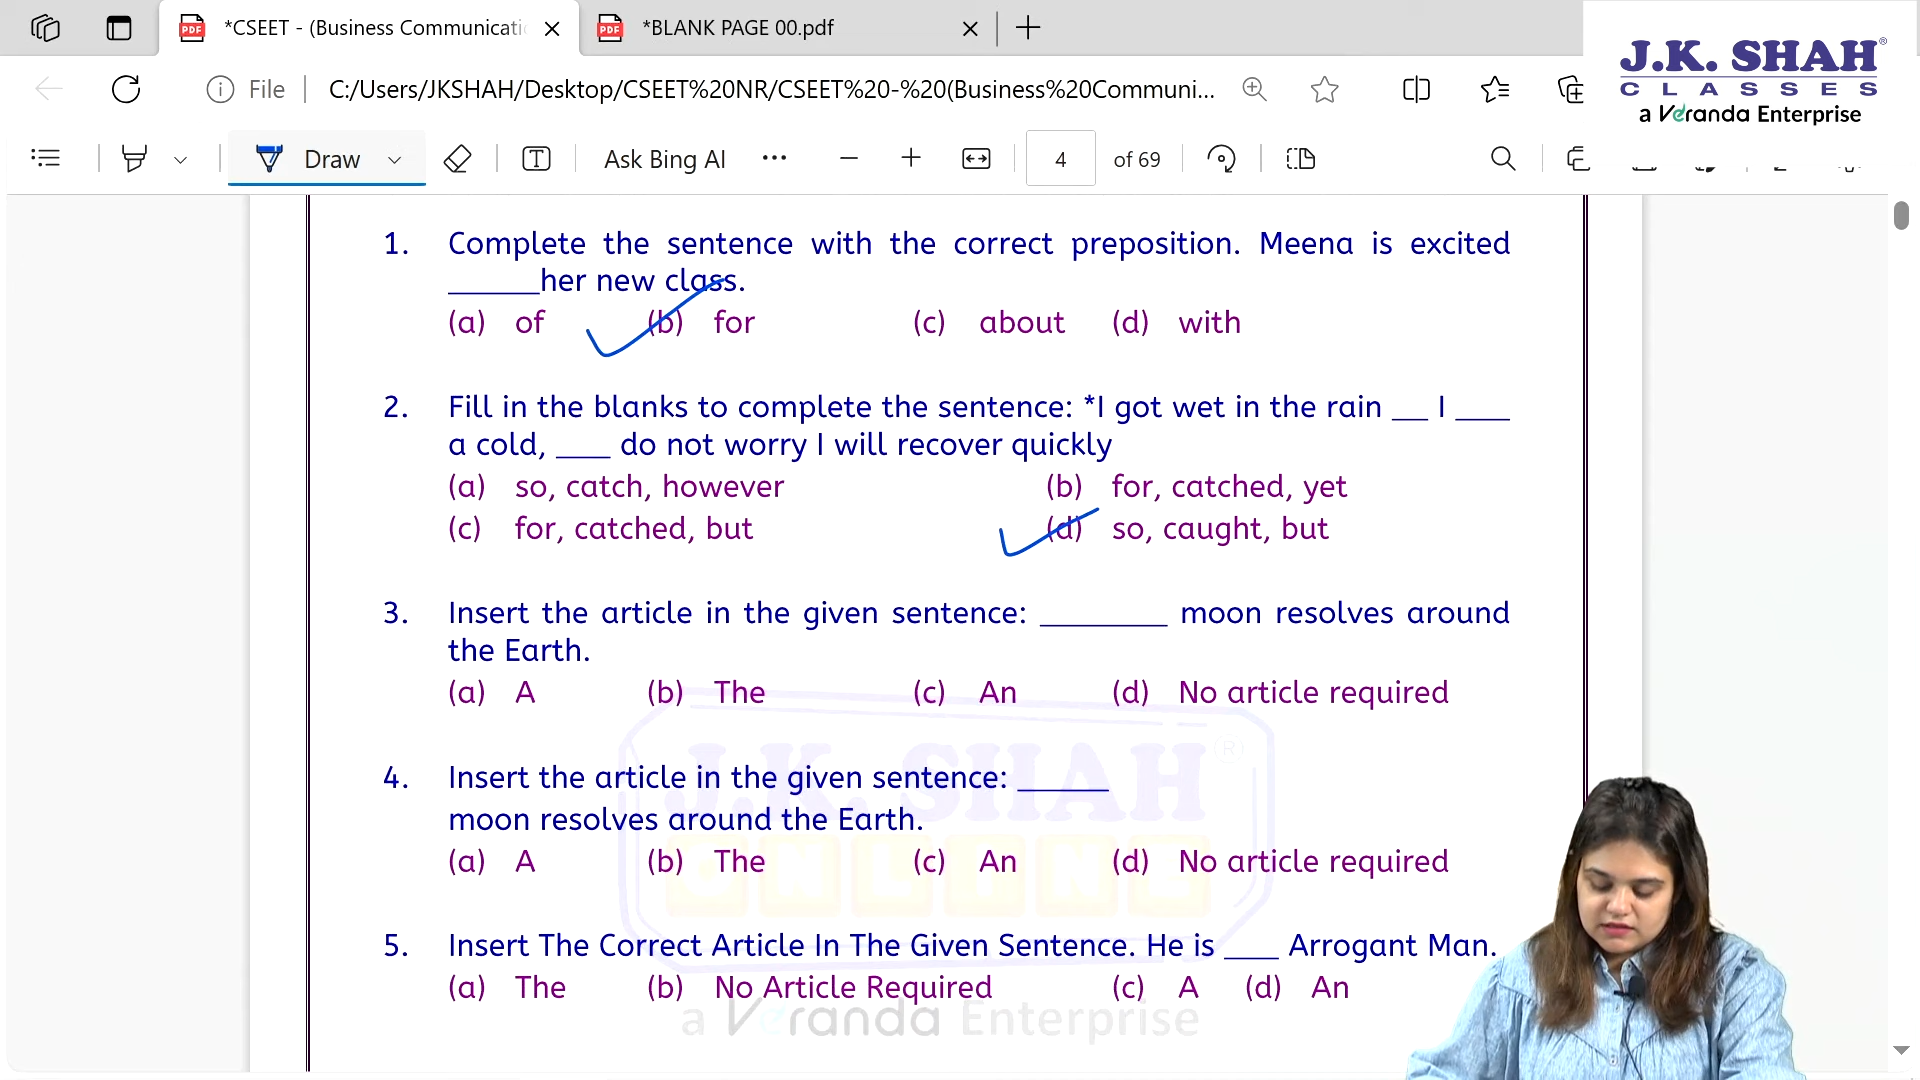 *CSEET - (Business Communicati
*BLANK PAGE 00.pdf
J.K. SHAH®
CLASSES
a Veranda Enterprise
File
C:/Users/JKSHAH/Desktop/CSEET%20NR/CSEET%20-%20(Business%20Communi...
Draw
Ask Bing AI
4
of 69
1. Complete the sentence with the correct preposition. Meena is excited
______her new class.
(a) of (b) for (c) about (d) with
2. Fill in the blanks to complete the sentence: *I got wet in the rain __ I ___
a cold, ___ do not worry I will recover quickly
(a) so, catch, however (b) for, catched, yet
(c) for, catched, but (d) so, caught, but
3. Insert the article in the given sentence: _______ moon resolves around
the Earth.
(a) A (b) The (c) An (d) No article required
4. Insert the article in the given sentence: _____
moon resolves around the Earth.
(a) A (b) The (c) An (d) No article required
5. Insert The Correct Article In The Given Sentence. He is ___ Arrogant Man.
(a) The (b) No Article Required (c) A (d) An
J.K. SHAH®
ONLINE
a Veranda Enterprise